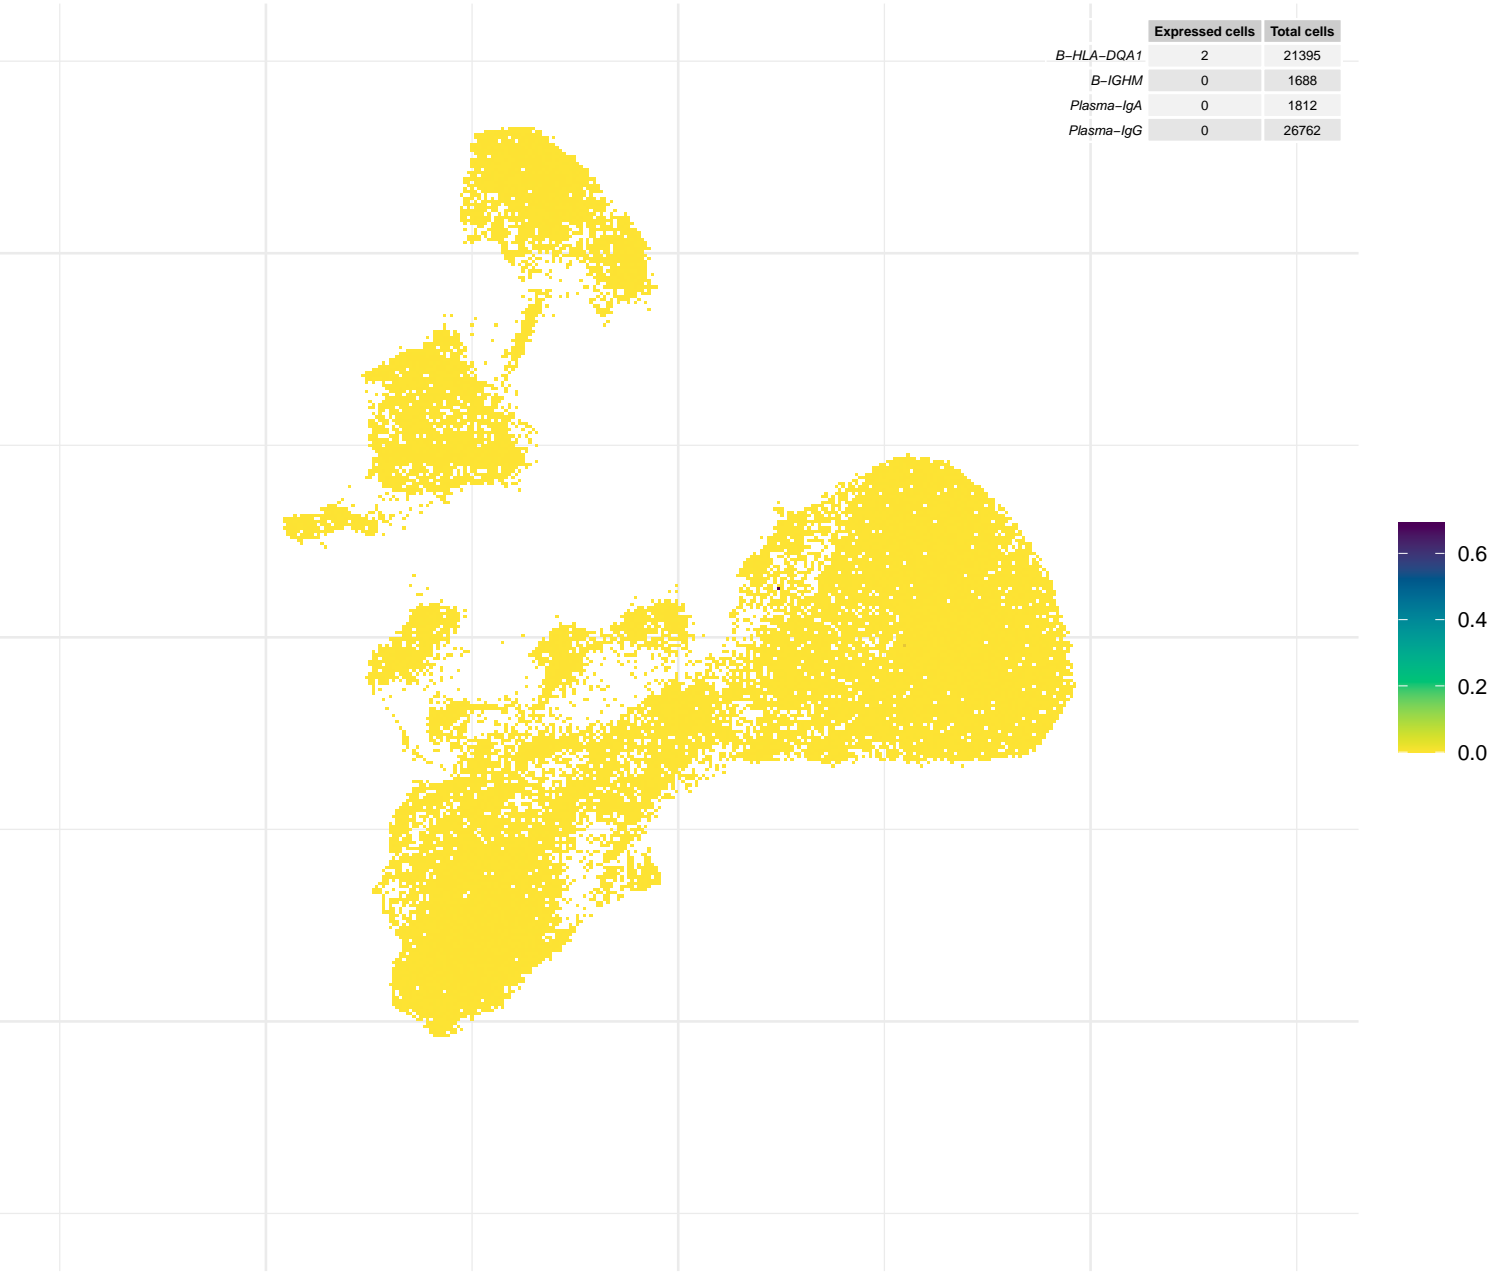 Expressed cells Total cells
B−HLA−DQA1 2 21395
B−IGHM 0 1688
Plasma−IgA 0 1812
Plasma−IgG 0 26762
0.6
0.4
0.2
0.0